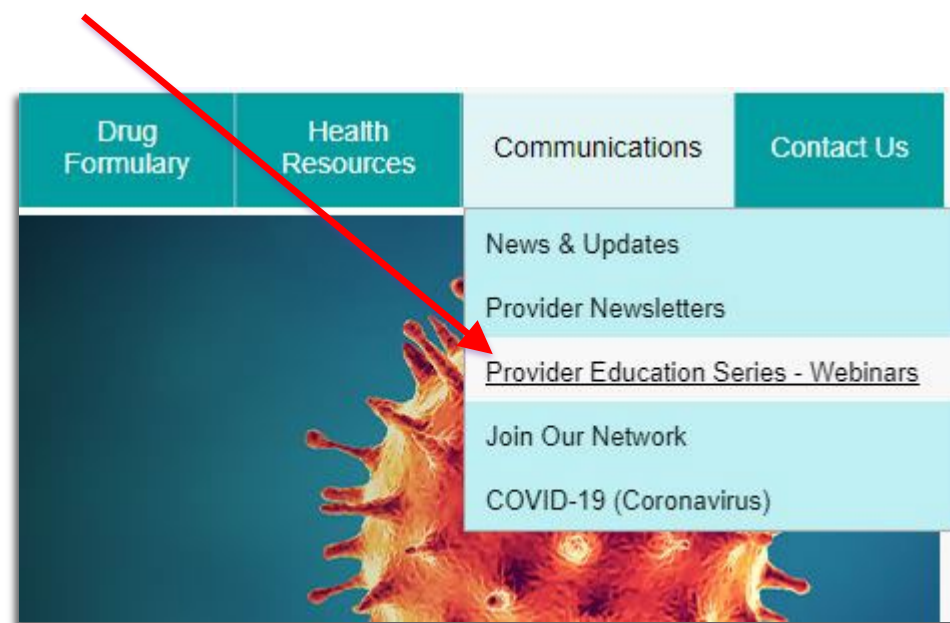 Drug
Formulary
Health
Resources
Communications
Contact Us
News & Updates
Provider Newsletters
Provider Education Series - Webinars
Join Our Network
COVID-19 (Coronavirus)